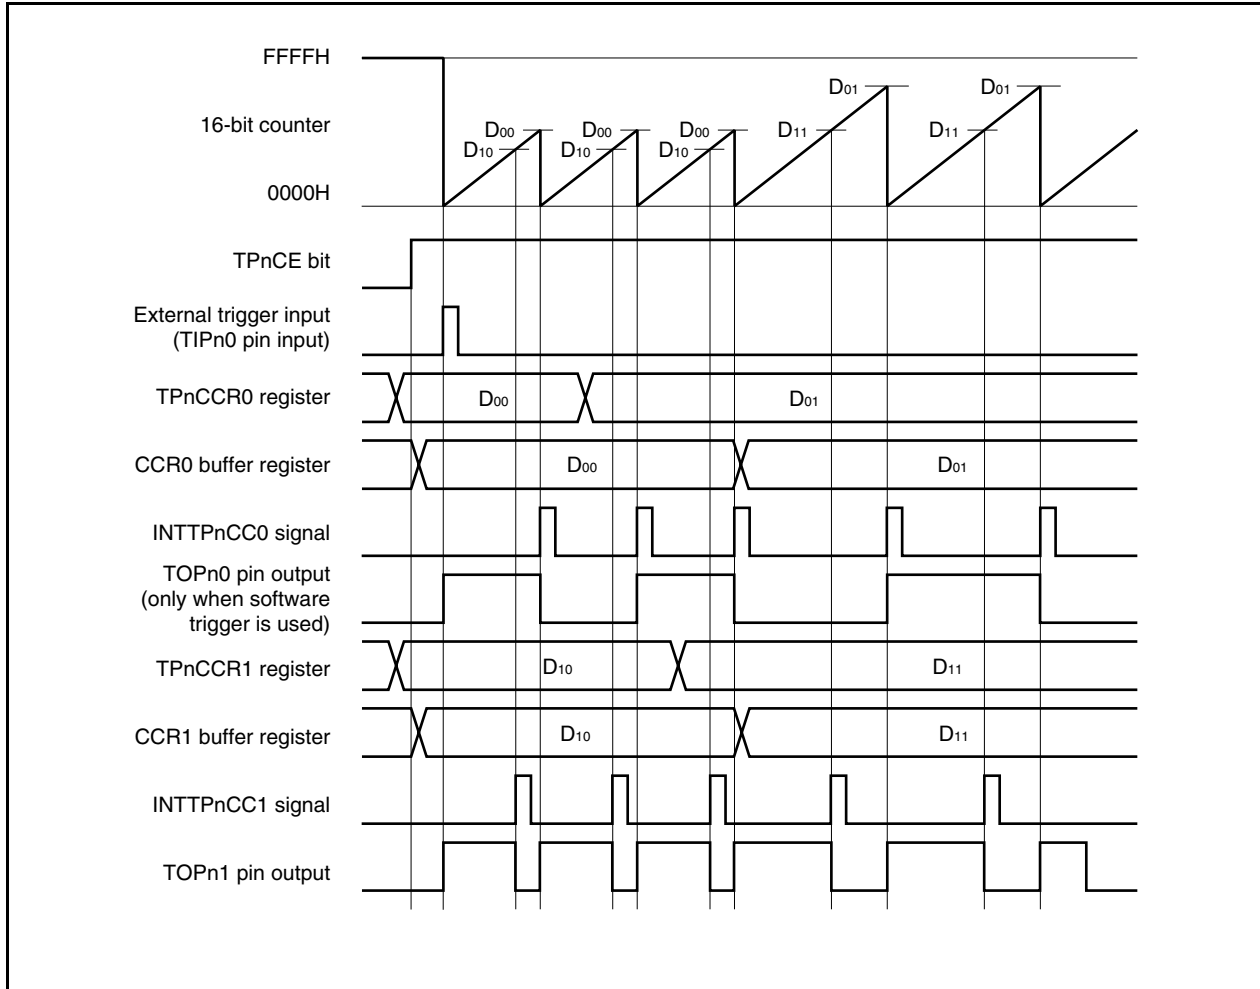 FFFFH
16-bit counter
0000H
D00
D10
D00
D10
D00
D10
D01
D11
D01
D11
TPnCE bit
External trigger input
(TIPn0 pin input)
TPnCCR0 register
D00
D01
CCR0 buffer register
D00
D01
INTTPnCC0 signal
TOPn0 pin output
(only when software
trigger is used)
TPnCCR1 register
D10
D11
CCR1 buffer register
D10
D11
INTTPnCC1 signal
TOPn1 pin output